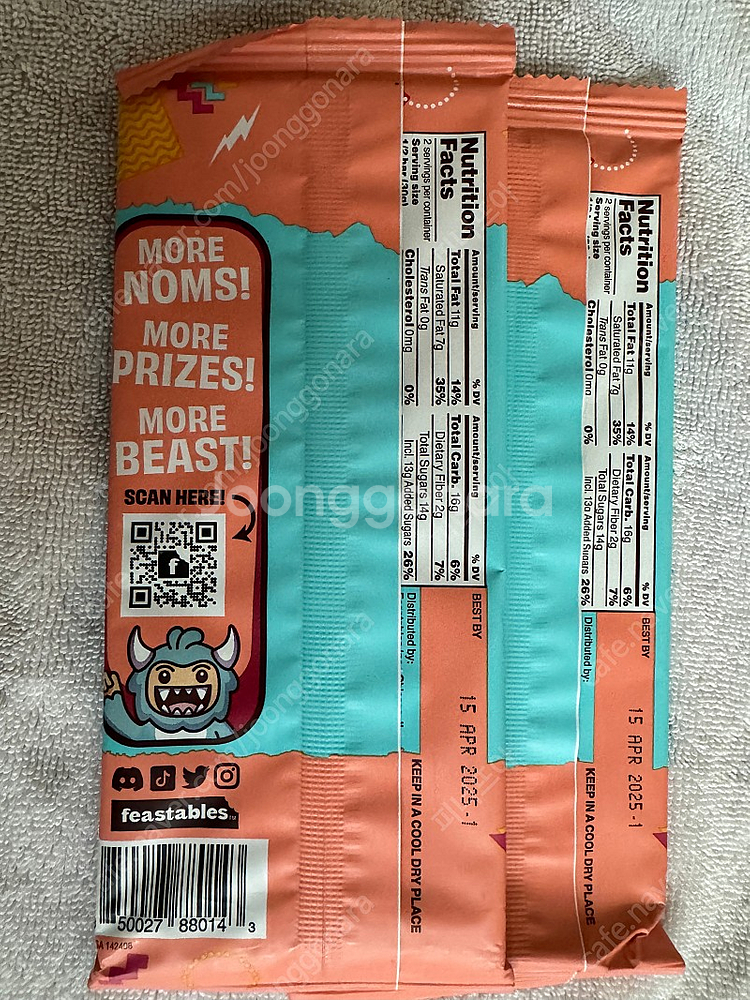 MORE
NOMS!
MORE
PRIZES!
MORE
BEAST!
SCAN HERE!
f
feastables
50027 88014 3
Nutrition
Facts
2 servings per container
Serving size
Amount/serving % DV
Total Fat 11g 14%
Saturated Fat 7g 35%
Trans Fat 0g
Cholesterol 0mg 0%
Amount/serving % DV
Total Carb. 16g 6%
Dietary Fiber 2g 7%
Total Sugars 14g
Incl. 13g Added Sugars 26%
Distributed by:
BEST BY
15 APR 2025 -1
KEEP IN A COOL DRY PLACE
Nutrition
Facts
2 servings per container
Serving size
Amount/serving % DV
Total Fat 11g 14%
Saturated Fat 7g 35%
Trans Fat 0g
Cholesterol 0mg 0%
Amount/serving % DV
Total Carb. 16g 6%
Dietary Fiber 2g 7%
Total Sugars 14g
Incl. 13g Added Sugars 26%
Distributed by:
BEST BY
15 APR 2025 -1
KEEP IN A COOL DRY PLACE
joonggonara